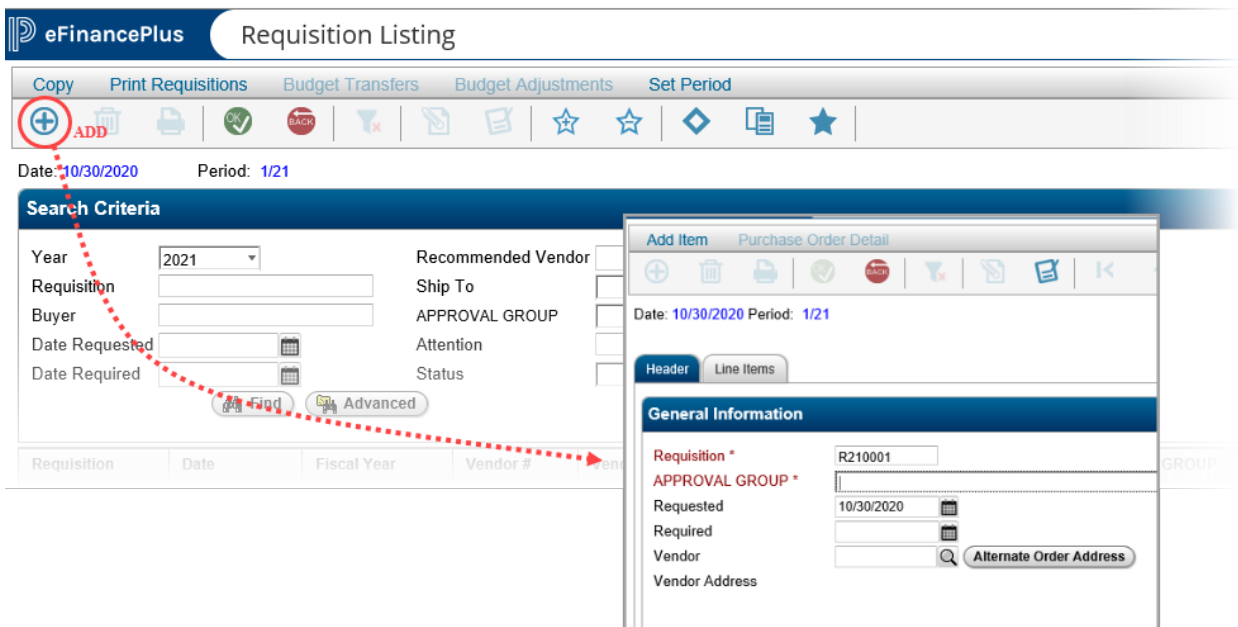 eFinancePlus Requisition Listing
Copy Print Requisitions Budget Transfers Budget Adjustments Set Period
ADD OK BACK
Date: 10/30/2020 Period: 1/21
Search Criteria
Year 2021 Recommended Vendor
Requisition Ship To
Buyer APPROVAL GROUP
Date Requested Attention
Date Required Status
Find Advanced
Requisition Date Fiscal Year Vendor # GROUP
Add Item Purchase Order Detail
BACK
Date: 10/30/2020 Period: 1/21
Header Line Items
General Information
Requisition * R210001
APPROVAL GROUP *
Requested 10/30/2020
Required
Vendor Alternate Order Address
Vendor Address